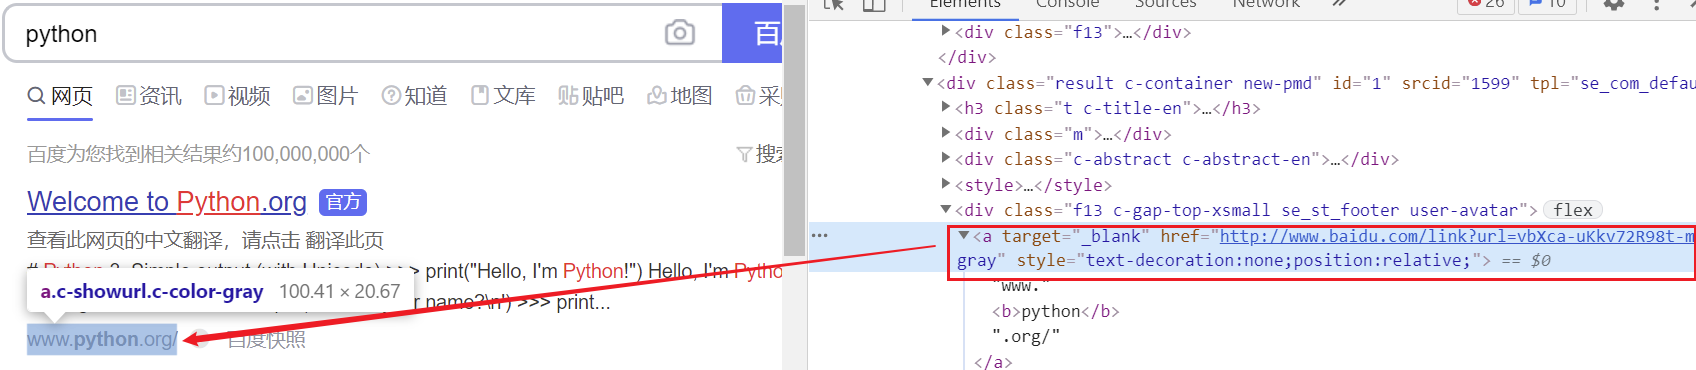 python
百
网页 资讯 视频 图片 知道 文库 贴吧 地图 采
百度为您找到相关结果约100,000,000个
搜索
Welcome to Python.org 官方
查看此网页的中文翻译，请点击 翻译此页
# Python 3: Simple output (with Unicode) >>> print("Hello, I'm Python!") Hello, I'm Pytho
a.c-showurl.c-color-gray 100.41 × 20.67
r name?\n') >>> print...
www.python.org/ 百度快照
Elements Console Sources Network » 26 10
▶<div class="f13">…</div>
</div>
▼<div class="result c-container new-pmd" id="1" srcid="1599" tpl="se_com_defau
▶<h3 class="t c-title-en">…</h3>
▶<div class="m">…</div>
▶<div class="c-abstract c-abstract-en">…</div>
▶<style>…</style>
▼<div class="f13 c-gap-top-xsmall se_st_footer user-avatar"> flex
… ▼<a target="_blank" href="http://www.baidu.com/link?url=vbXca-uKkv72R98t-m
gray" style="text-decoration:none;position:relative;"> == $0
"www."
<b>python</b>
".org/"
</a>